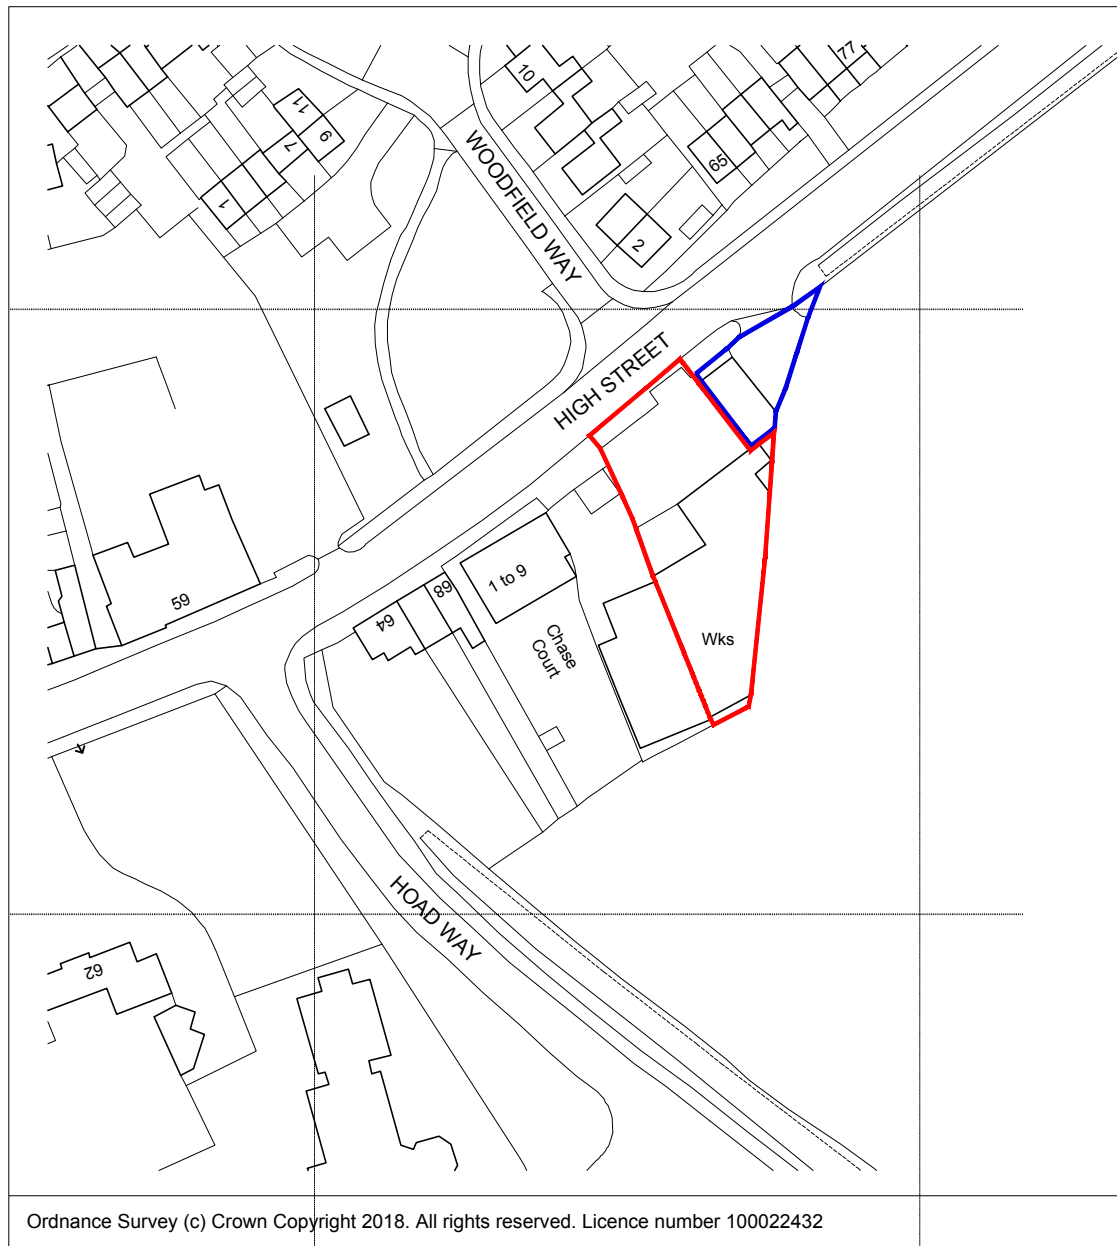 77
10
11
9
7
1
65
2
WOODFIELD WAY
HIGH STREET
59
1 to 9
68
64
Chase
Court
Wks
HOAD WAY
62
Ordnance Survey (c) Crown Copyright 2018. All rights reserved. Licence number 100022432